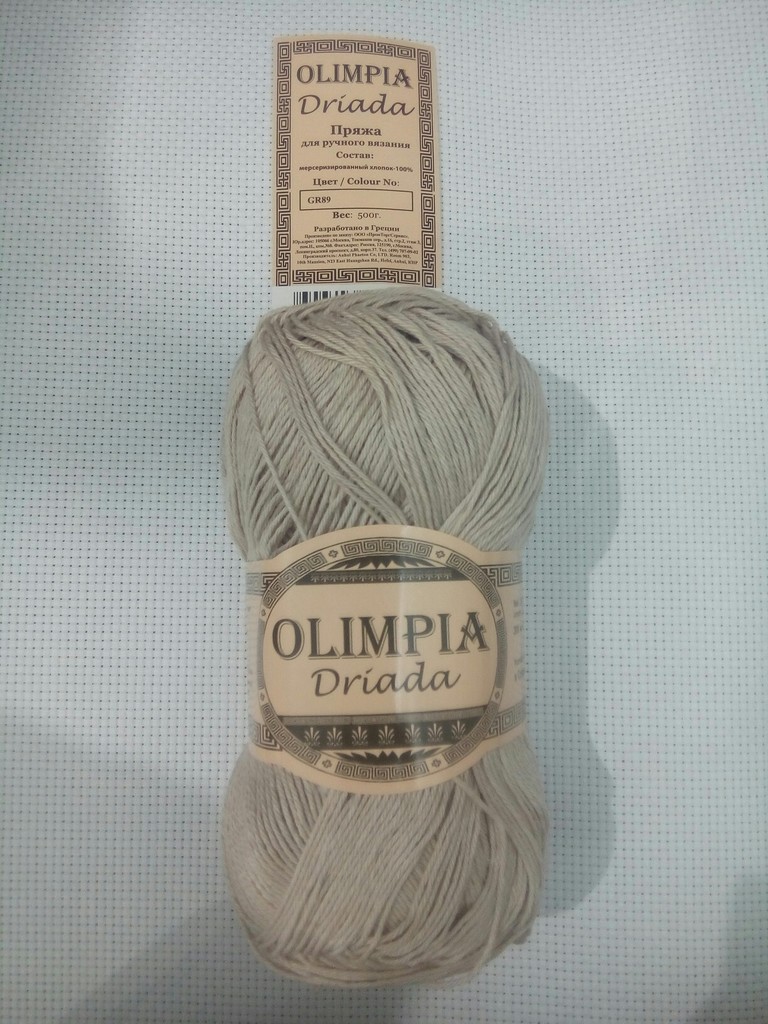 OLIMPIA
Driada
Пряжа
для ручного вязания
Состав:
мерсеризированный хлопок-100%
Цвет / Colour No:
GR89
Вес: 500г.
Разработано в Греции
OLIMPIA
Driada